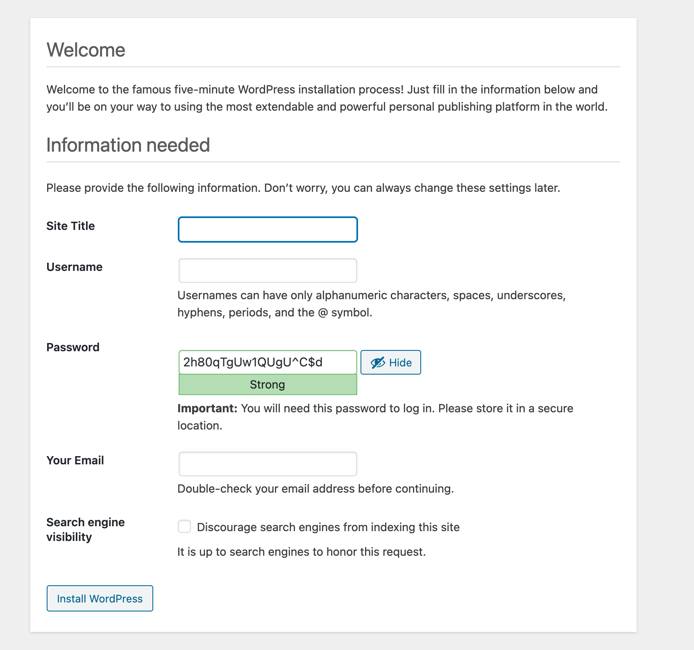 Welcome
Welcome to the famous five-minute WordPress installation process! Just fill in the information below and
you’ll be on your way to using the most extendable and powerful personal publishing platform in the world.
Information needed
Please provide the following information. Don’t worry, you can always change these settings later.
Site Title
Username
Usernames can have only alphanumeric characters, spaces, underscores,
hyphens, periods, and the @ symbol.
Password
2h80qTgUw1QUgU^C$d
Hide
Strong
Important: You will need this password to log in. Please store it in a secure
location.
Your Email
Double-check your email address before continuing.
Search engine
visibility
Discourage search engines from indexing this site
It is up to search engines to honor this request.
Install WordPress